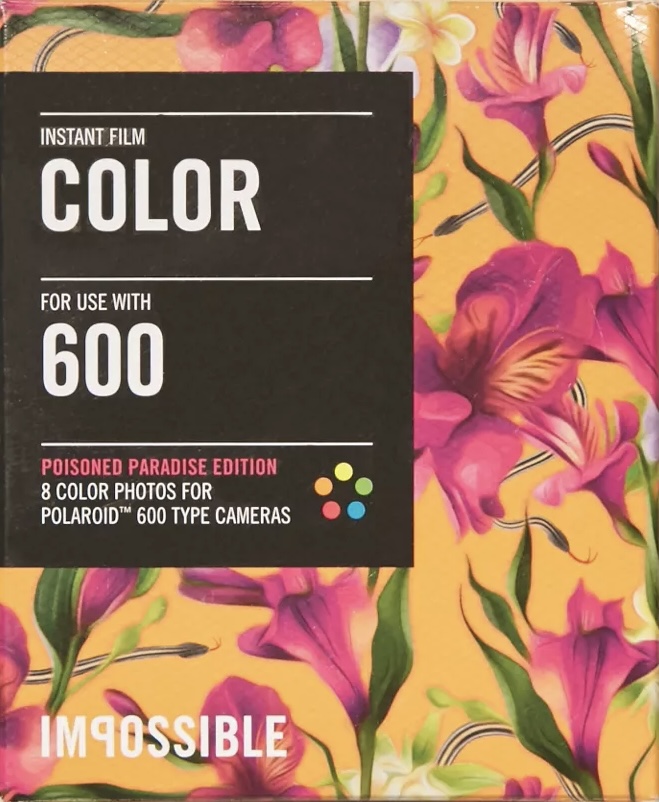 INSTANT FILM
COLOR
FOR USE WITH
600
POISONED PARADISE EDITION
8 COLOR PHOTOS FOR
POLAROID™ 600 TYPE CAMERAS
IMPOSSIBLE